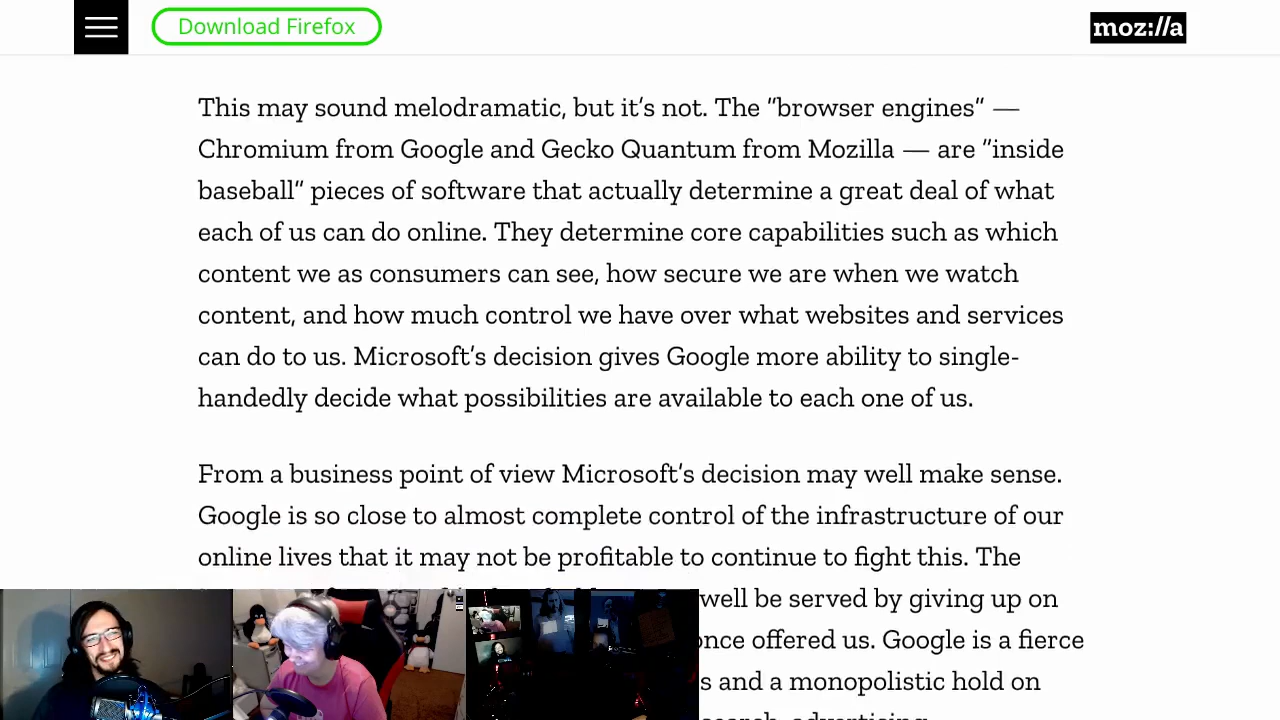 Download Firefox
moz://a
This may sound melodramatic, but it's not. The “browser engines” —
Chromium from Google and Gecko Quantum from Mozilla — are “inside
baseball” pieces of software that actually determine a great deal of what
each of us can do online. They determine core capabilities such as which
content we as consumers can see, how secure we are when we watch
content, and how much control we have over what websites and services
can do to us. Microsoft's decision gives Google more ability to single-
handedly decide what possibilities are available to each one of us.
From a business point of view Microsoft's decision may well make sense.
Google is so close to almost complete control of the infrastructure of our
online lives that it may not be profitable to continue to fight this. The
well be served by giving up on
once offered us. Google is a fierce
s and a monopolistic hold on
search, advertising,